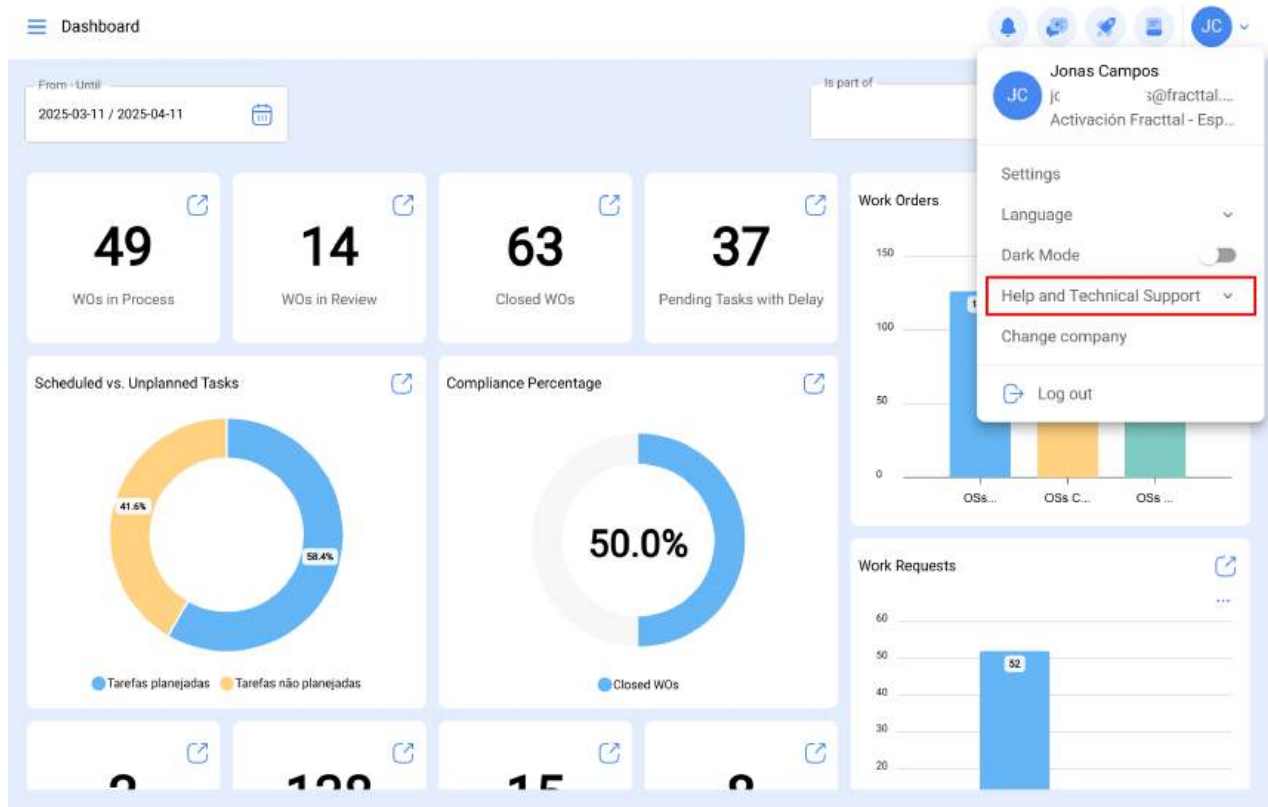 Dashboard
JC
Jonas Campos
JC
s@fracttal....
Activación Fracttal - Esp...
Settings
Language
Dark Mode
Help and Technical Support
Change company
Log out
From - Until
2025-03-11 / 2025-04-11
Is part of
49
WOs in Process
14
WOs in Review
63
Closed WOs
37
Pending Tasks with Delay
Work Orders
150
100
50
0
OSs...
OSs C...
OSs ...
Scheduled vs. Unplanned Tasks
41.6%
58.4%
Tarefas planejadas
Tarefas não planejadas
Compliance Percentage
50.0%
Closed WOs
Work Requests
...
60
50
52
40
30
20